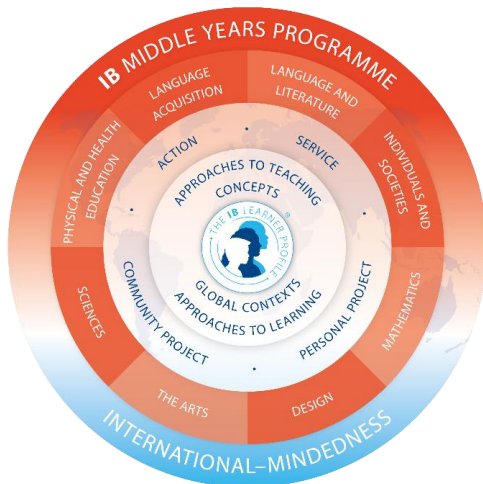 IB MIDDLE YEARS PROGRAMME
LANGUAGE
ACQUISITION
LANGUAGE AND
LITERATURE
PHYSICAL AND HEALTH
EDUCATION
INDIVIDUALS AND
SOCIETIES
SCIENCES
MATHEMATICS
THE ARTS
DESIGN
ACTION
SERVICE
COMMUNITY PROJECT
PERSONAL PROJECT
APPROACHES TO TEACHING
CONCEPTS
THE IB LEARNER PROFILE
®
GLOBAL CONTEXTS
APPROACHES TO LEARNING
INTERNATIONAL–MINDEDNESS